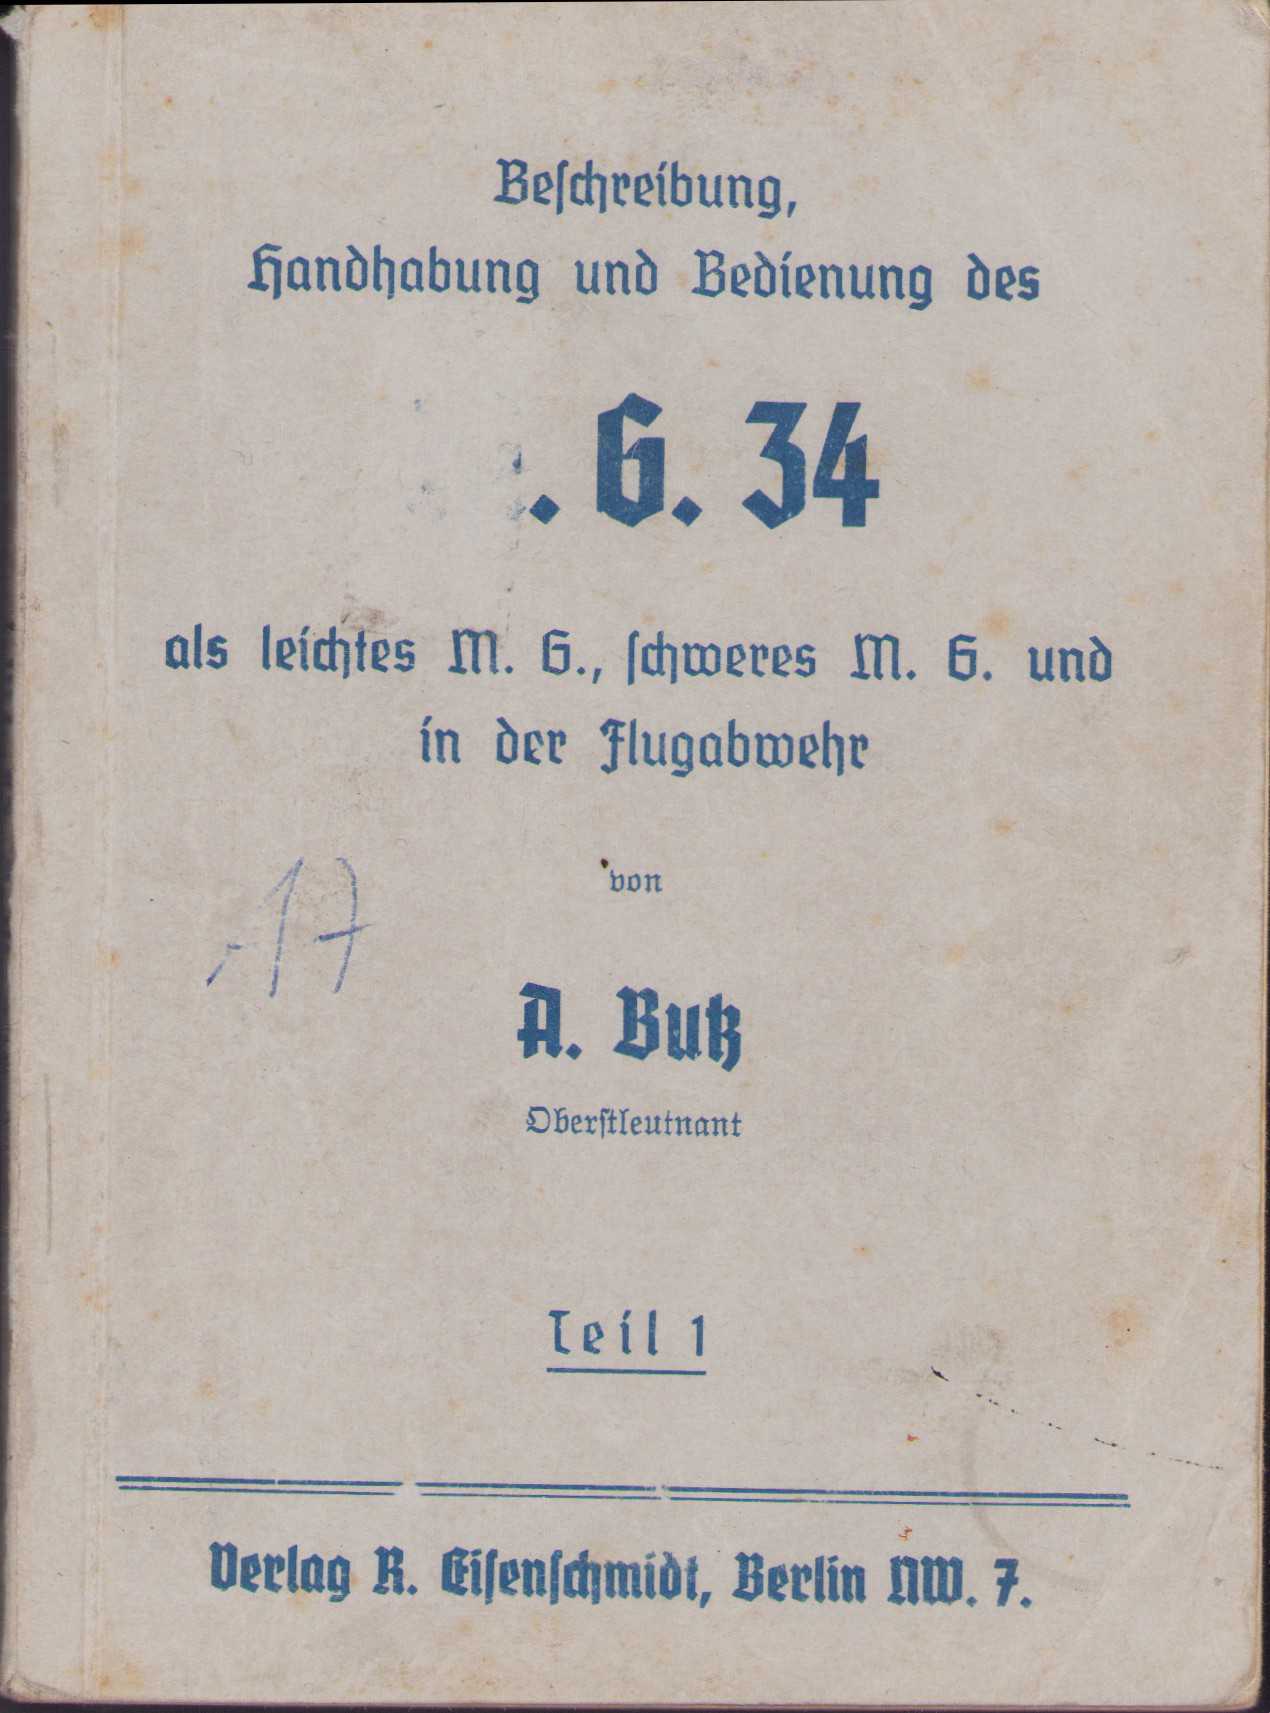 Beschreibung,
Handhabung und Bedienung des
. G. 34
als leichtes M. G., schweres M. G. und
in der Flugabwehr
von
17
A. Butz
Oberstleutnant
Teil 1
Verlag R. Eisenschmidt, Berlin NW. 7.